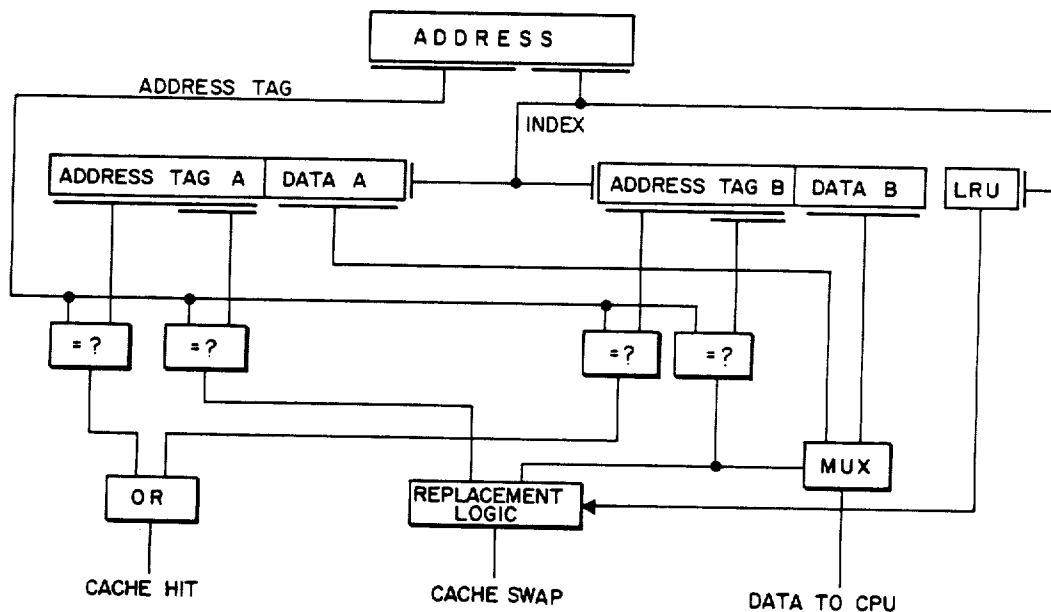 ADDRESS
ADDRESS TAG
INDEX
ADDRESS TAG A
DATA A
ADDRESS TAG B
DATA B
LRU
=?
=?
=?
=?
MUX
OR
REPLACEMENT
LOGIC
CACHE HIT
CACHE SWAP
DATA TO CPU